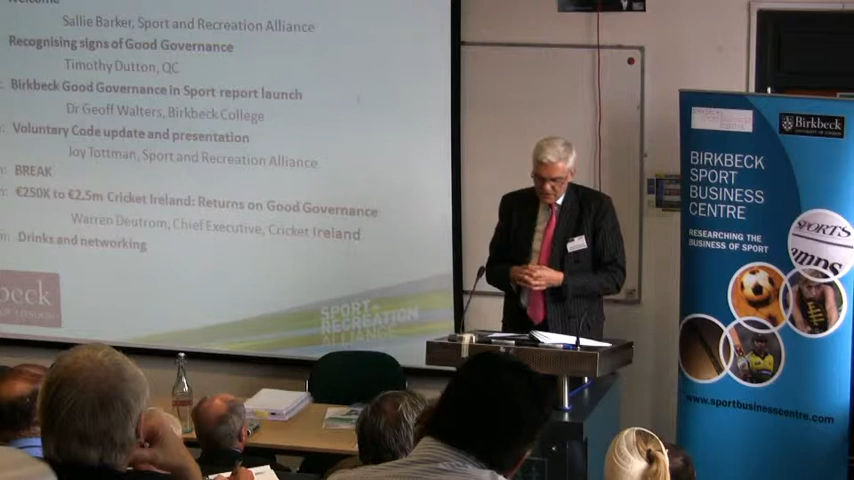 Welcome
Sallie Barker, Sport and Recreation Alliance
Recognising signs of Good Governance
Timothy Dutton, QC
Birkbeck Good Governance in Sport report launch
Dr Geoff Walters, Birkbeck College
Voluntary Code update and presentation
Joy Tottman, Sport and Recreation Alliance
BREAK
€250K to €2.5m Cricket Ireland: Returns on Good Governance
Warren Deutrom, Chief Executive, Cricket Ireland
Drinks and networking
beck
SPORT+
RECREATION
ALLIANCE
Birkbeck
BIRKBECK
SPORT
BUSINESS
CENTRE
RESEARCHING THE
BUSINESS OF SPORT
SPORTS
www.sportbusinesscentre.com